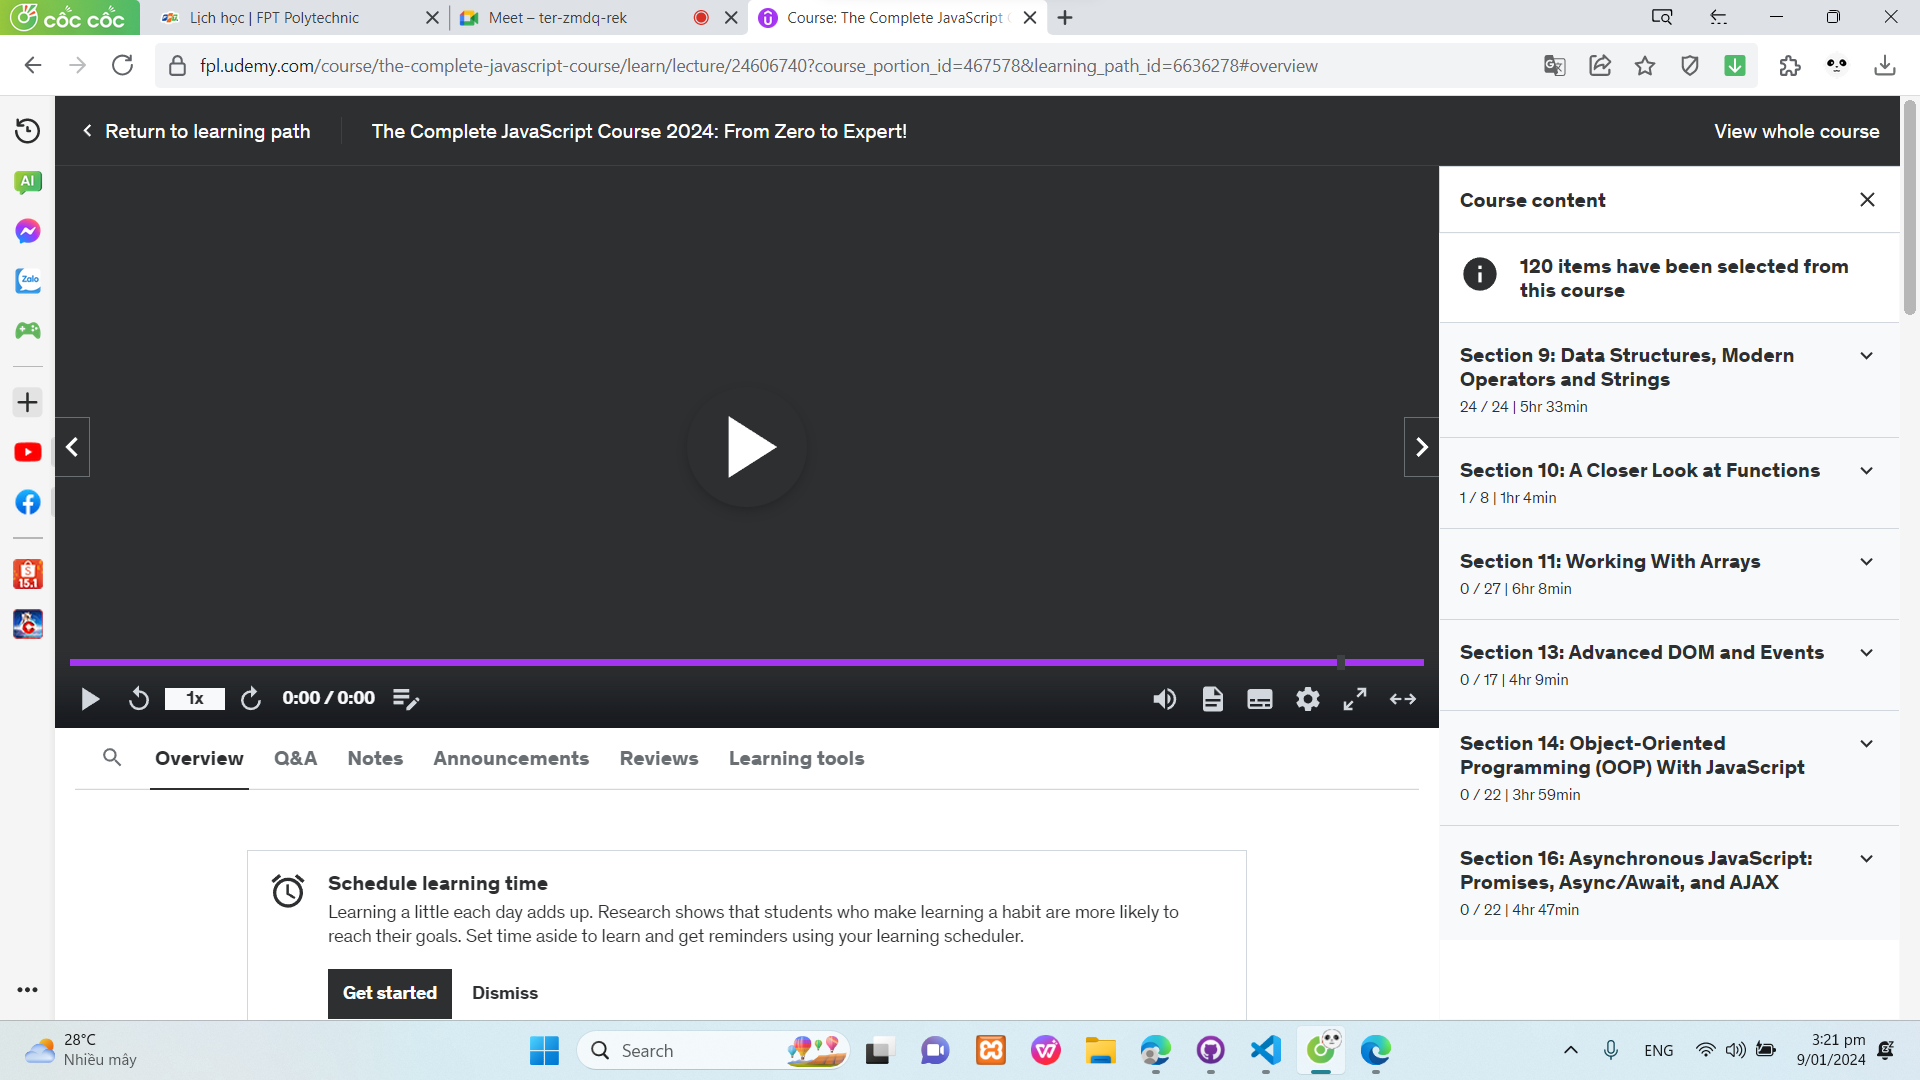 cốc cốc
Lịch học | FPT Polytechnic
Meet – ter-zmdq-rek
Course: The Complete JavaScript
fpl.udemy.com/course/the-complete-javascript-course/learn/lecture/24606740?course_portion_id=467578&learning_path_id=6636278#overview
Return to learning path
The Complete JavaScript Course 2024: From Zero to Expert!
View whole course
AI
Zalo
15.1
Course content
120 items have been selected from
this course
Section 9: Data Structures, Modern
Operators and Strings
24 / 24 | 5hr 33min
Section 10: A Closer Look at Functions
1 / 8 | 1hr 4min
Section 11: Working With Arrays
0 / 27 | 6hr 8min
Section 13: Advanced DOM and Events
0 / 17 | 4hr 9min
Section 14: Object-Oriented
Programming (OOP) With JavaScript
0 / 22 | 3hr 59min
Section 16: Asynchronous JavaScript:
Promises, Async/Await, and AJAX
0 / 22 | 4hr 47min
1x
0:00 / 0:00
Overview
Q&A
Notes
Announcements
Reviews
Learning tools
Schedule learning time
Learning a little each day adds up. Research shows that students who make learning a habit are more likely to
reach their goals. Set time aside to learn and get reminders using your learning scheduler.
Get started
Dismiss
28°C
Nhiều mây
Search
ENG
3:21 pm
9/01/2024